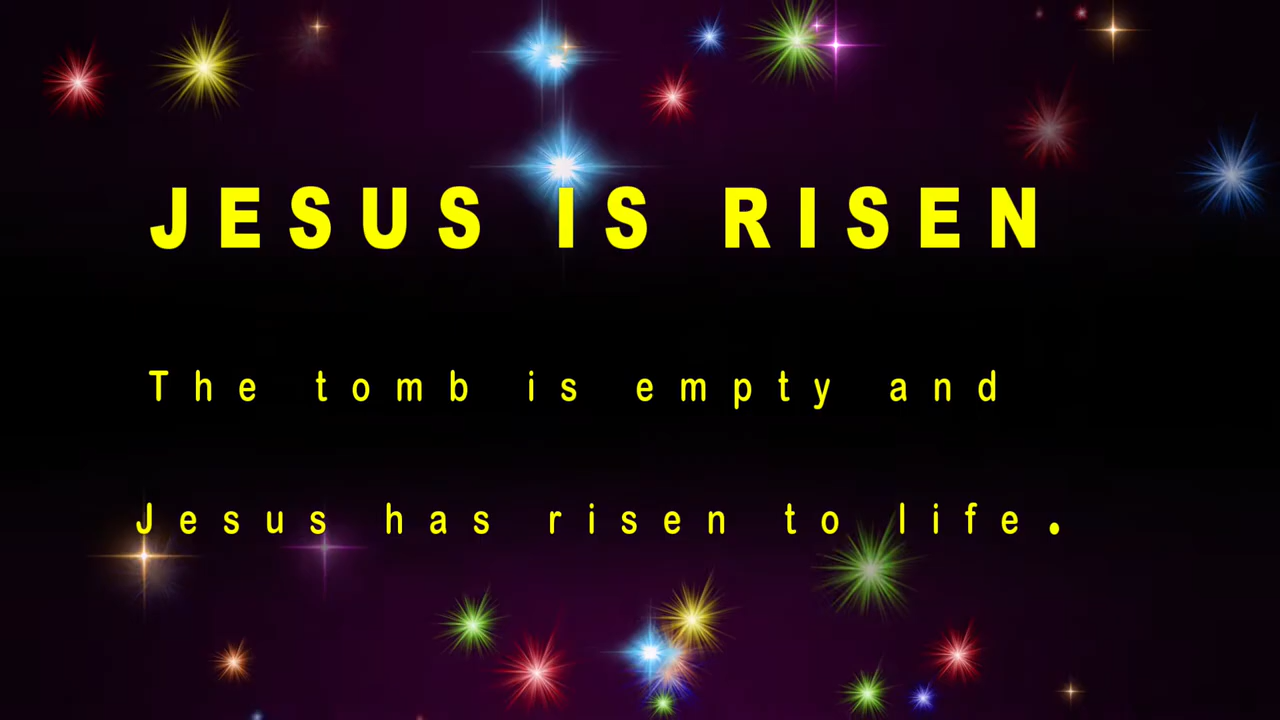 JESUS IS RISEN
The tomb is empty and
Jesus has risen to life.